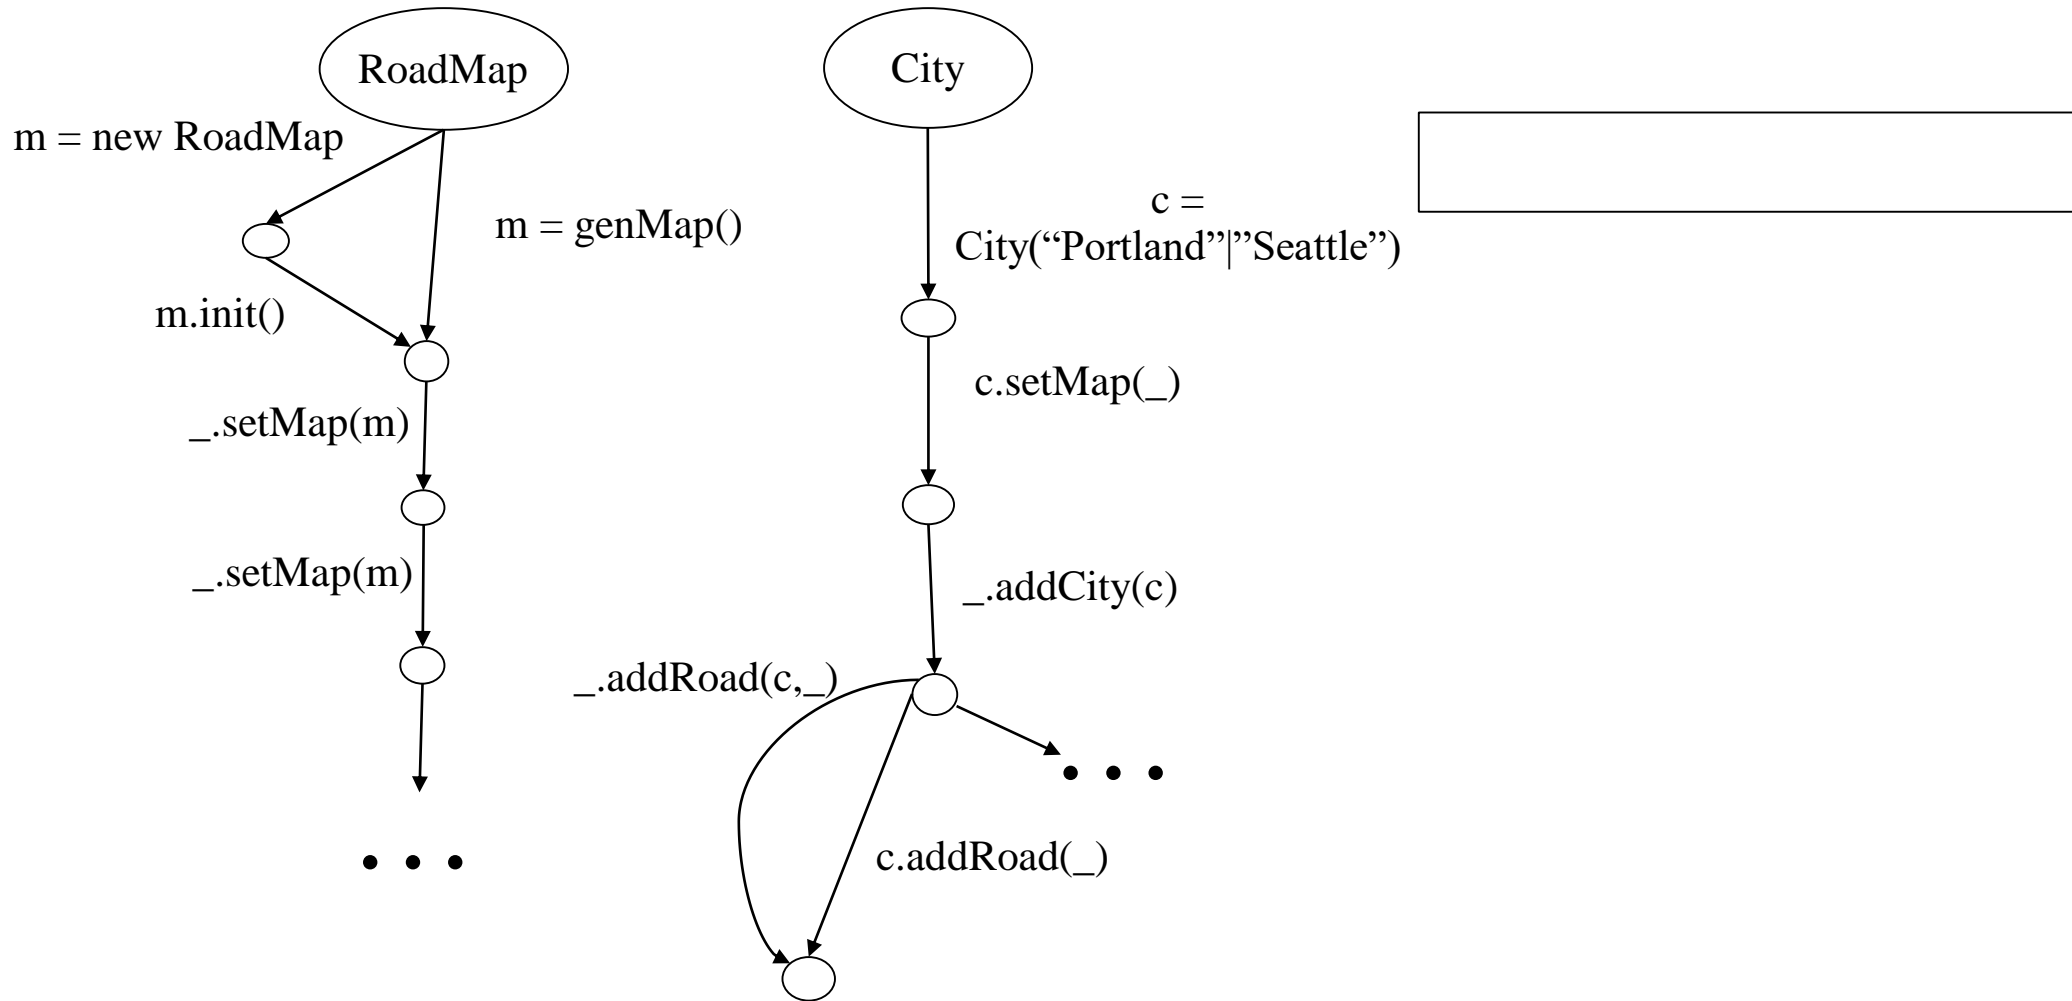 RoadMap
m = new RoadMap
m = genMap()
m.init()
_.setMap(m)
_.setMap(m)
• • •
City
c =
City(“Portland”|”Seattle”)
c.setMap(_)
_.addCity(c)
_.addRoad(c,_)
• • •
c.addRoad(_)